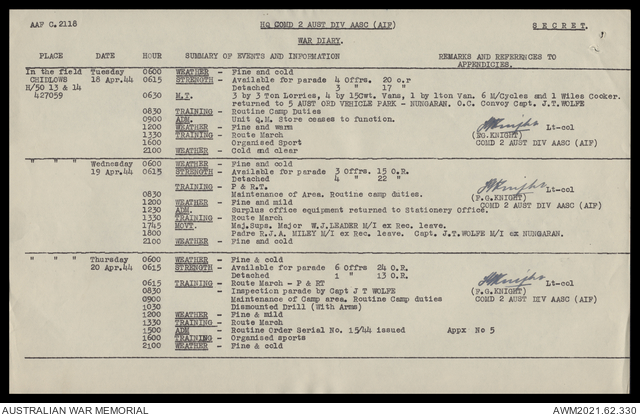 AAF C.2118 HQ COMD 2 AUST DIV AASC (AIF) S E C R E T.
WAR DIARY.
PLACE DATE HOUR SUMMARY OF EVENTS AND INFORMATION REMARKS AND REFERENCES TO APPENDICIES.
In the field Tuesday 0600 WEATHER - Fine and cold
CHIDLOWS 18 Apr.44 0615 STRENGTH - Available for parade 4 Offrs. 20 o.r
H/50 13 & 14 Detached 3 " 17 "
427059 0630 M.T. - 3 by 3 Ton Lorries, 4 by 15Cwt. Vans, 1 by 1ton Van. 6 M/Cycles and 1 Wiles Cooker.
returned to 5 AUST ORD VEHICLE PARK - NUNGARAN. O.C. Convoy Capt. J.T.WOLFE
0830 TRAINING - Routine Camp Duties
0900 ADM. - Unit Q.M. Store ceases to function.
1200 WEATHER - Fine and warm Lt-col
1330 TRAINING - Route March (G.KNIGHT)
1600 Organised Sport COMD 2 AUST DIV AASC (AIF)
2100 WEATHER - Cold and clear
" " " Wednesday 0600 WEATHER - Fine and cold
19 Apr.44 0615 STRENGTH - Available for parade 3 Offrs. 15 O.R.
Detached 4 " 22 "
TRAINING - P & R.T. Lt-col
0830 Maintenance of Area. Routine camp duties. (F.G.KNIGHT)
1200 WEATHER - Fine and mild COMD 2 AUST DIV AASC (AIF)
1230 ADM. - Surplus office equipment returned to Stationery Office.
1330 TRAINING - Route March
1745 MOVT. - Maj.Sups. Major W.J.LEADER M/I ex Rec. leave.
1800 Padre R.J.A. MILEY M/I ex Rec. leave. Capt. J.T.WOLFE M/I ex NUNGARAN.
2100 WEATHER - Fine and cold
" " " Thursday 0600 WEATHER - Fine & cold
20 Apr.44 0615 STRENGTH - Available for parade 6 Offrs 24 O.R.
Detached 1 " 13 O.R.
0615 TRAINING - Route March - P & RT Lt-col
0830 - Inspection parade by Capt J T WOLFE (F.G.KNIGHT)
0900 Maintenance of Camp area. Routine Camp duties COMD 2 AUST DIV AASC (AIF)
1030 Dismounted Drill (With Arms)
1200 WEATHER - Fine & mild
1330 TRAINING - Route March
1500 ADM - Routine Order Serial No. 15/44 issued Appx No 5
1600 TRAINING - Organised sports
2100 WEATHER - Fine & cold
AUSTRALIAN WAR MEMORIAL AWM2021.62.330